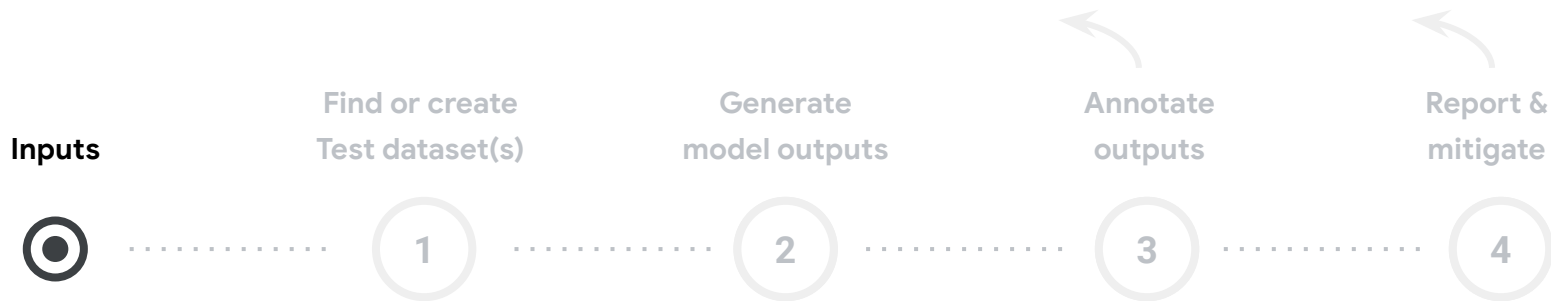 Inputs
Find or create
Test dataset(s)
Generate
model outputs
Annotate
outputs
Report &
mitigate
1
2
3
4